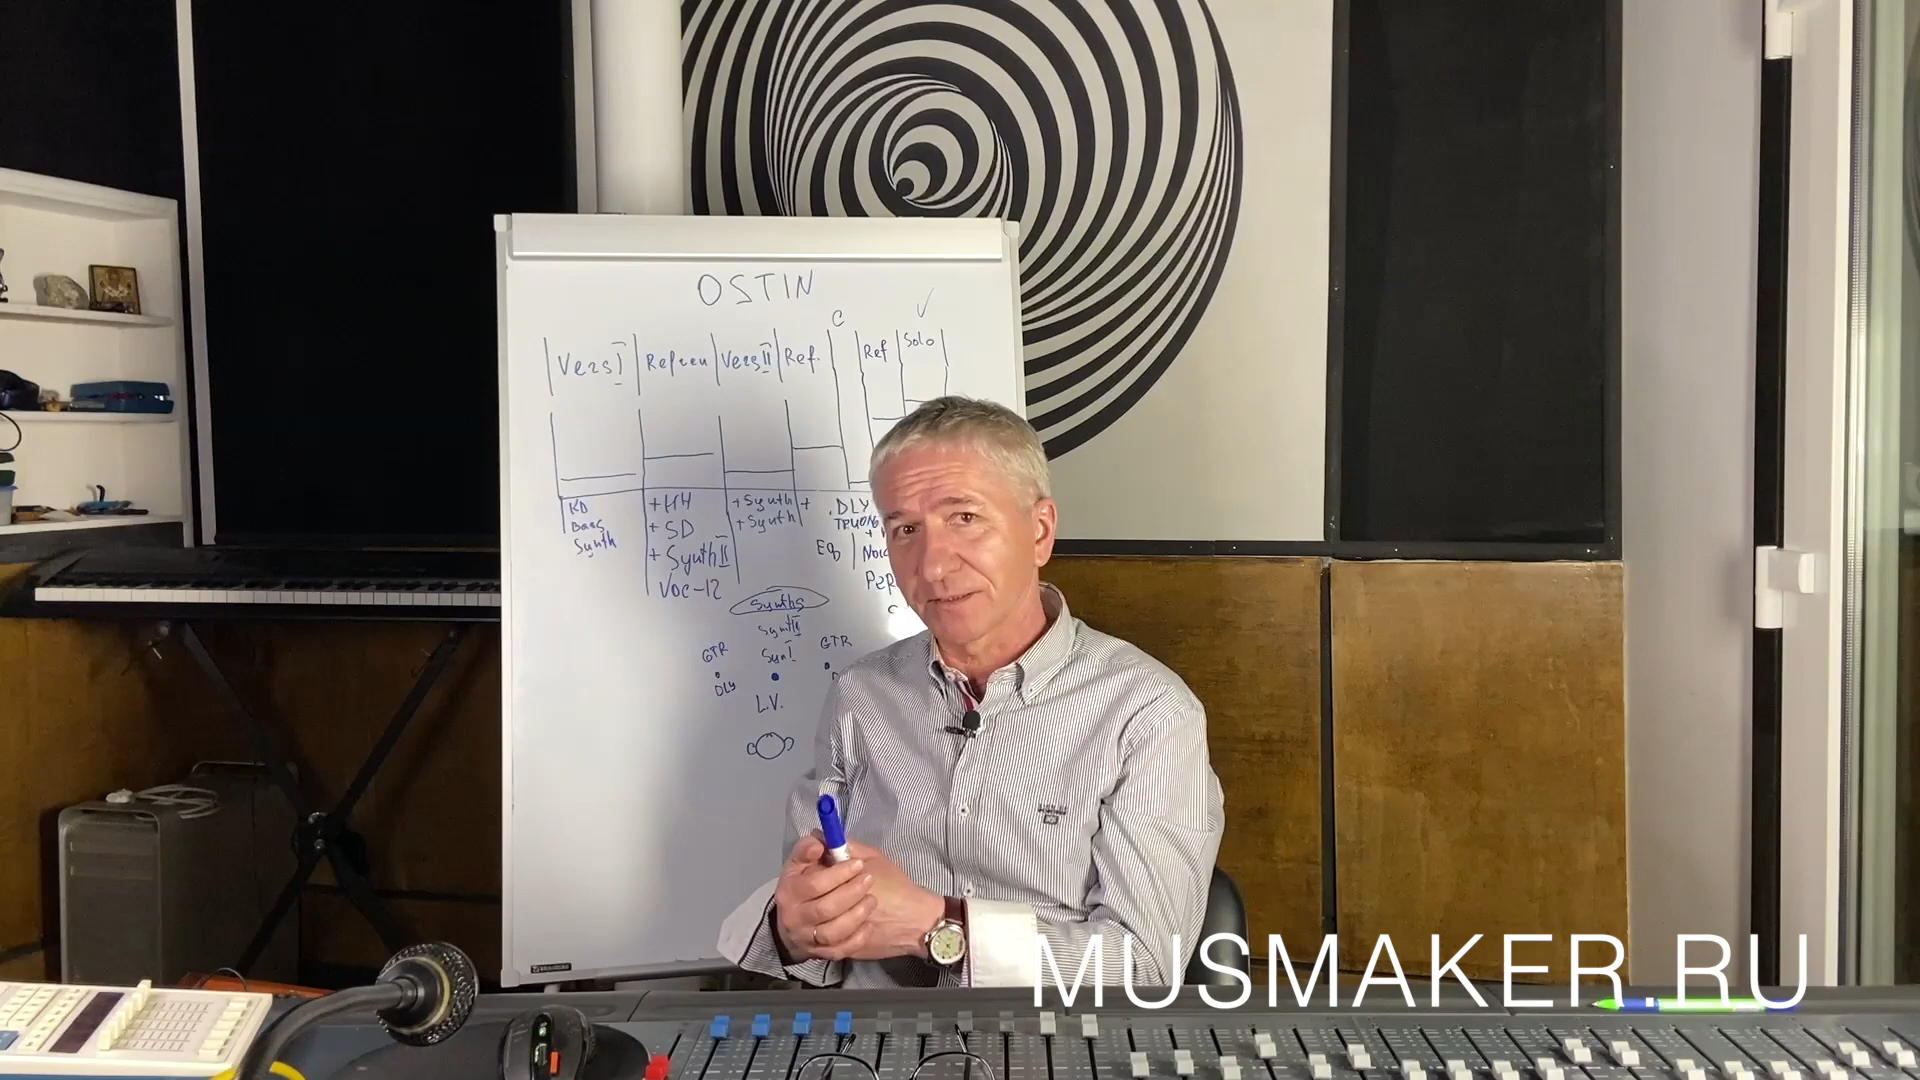 OSTIN
C
Vers I Refren Vers II Ref. Ref Solo
KD
Bass
Synth
+HH
+SD
+Synth II
Voc-12
+Synth
+Synth
+
.DLY
EQ
Synths
Synth II
Syn I
GTR
GTR
DLY
L.V.
MUSMAKER.RU